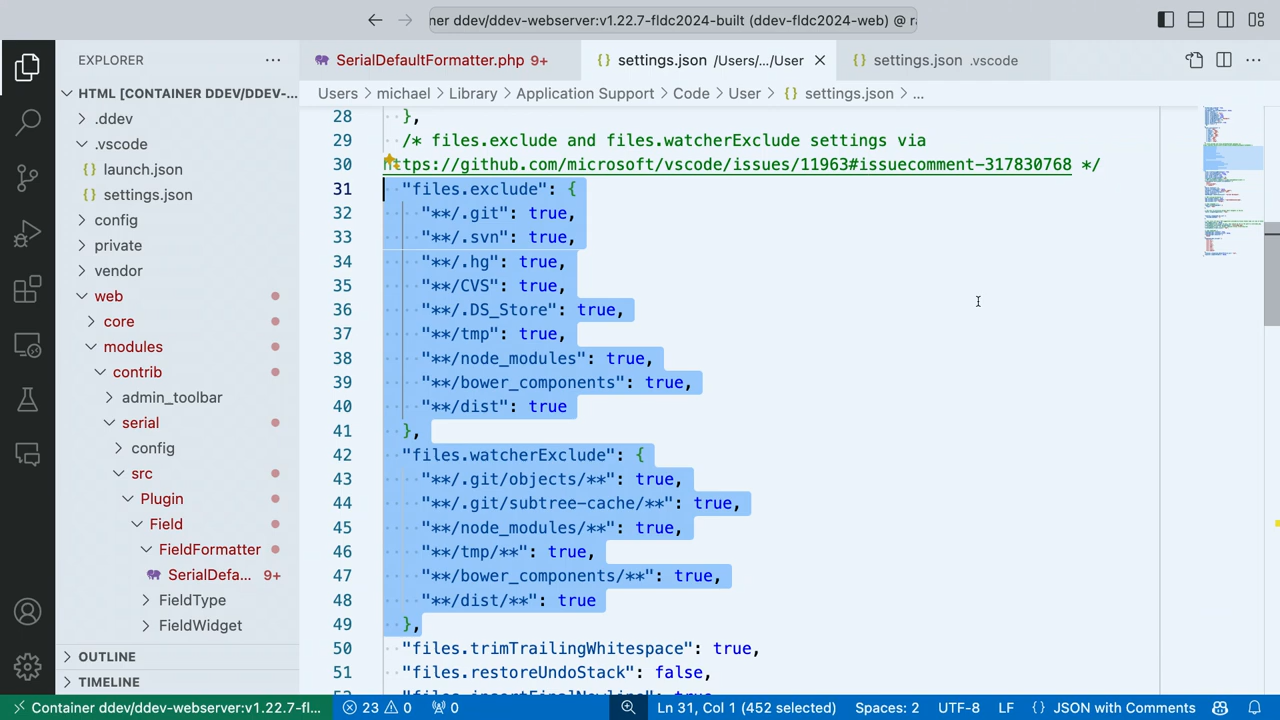 ner ddev/ddev-webserver:v1.22.7-fldc2024-built (ddev-fldc2024-web) @ ra
EXPLORER
HTML [CONTAINER DDEV/DDEV-...
.ddev
.vscode
launch.json
settings.json
config
private
vendor
web
core
modules
contrib
admin_toolbar
serial
config
src
Plugin
Field
FieldFormatter
SerialDefa... 9+
FieldType
FieldWidget
OUTLINE
TIMELINE
SerialDefaultFormatter.php 9+
settings.json /Users/.../User
settings.json .vscode
Users > michael > Library > Application Support > Code > User > {} settings.json > ...
28 },
29 /* files.exclude and files.watcherExclude settings via
30 https://github.com/microsoft/vscode/issues/11963#issuecomment-317830768 */
31 "files.exclude": {
32 "**/.git": true,
33 "**/.svn": true,
34 "**/.hg": true,
35 "**/CVS": true,
36 "**/.DS_Store": true,
37 "**/tmp": true,
38 "**/node_modules": true,
39 "**/bower_components": true,
40 "**/dist": true
41 },
42 "files.watcherExclude": {
43 "**/.git/objects/**": true,
44 "**/.git/subtree-cache/**": true,
45 "**/node_modules/**": true,
46 "**/tmp/**": true,
47 "**/bower_components/**": true,
48 "**/dist/**": true
49 },
50 "files.trimTrailingWhitespace": true,
51 "files.restoreUndoStack": false,
52 "files.insertFinalNewline": true,
Container ddev/ddev-webserver:v1.22.7-fl... 23 0 0 Ln 31, Col 1 (452 selected) Spaces: 2 UTF-8 LF {} JSON with Comments